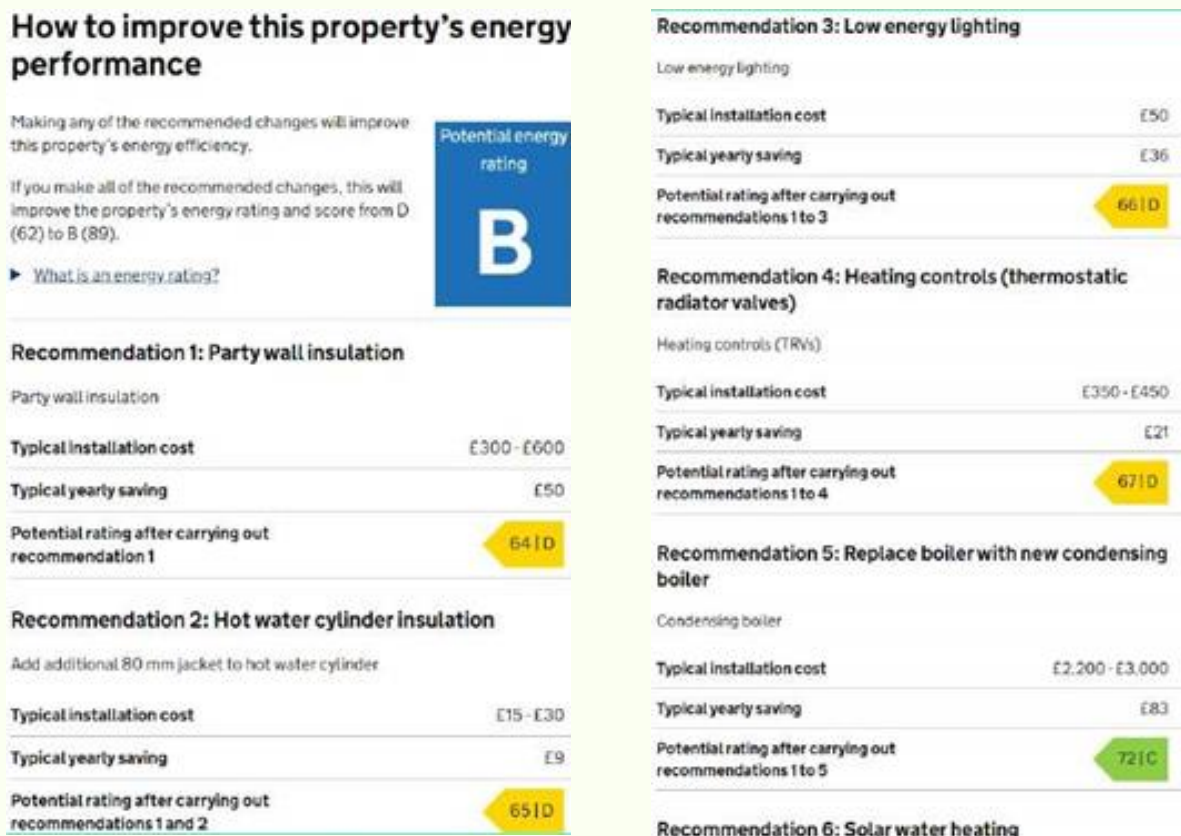 How to improve this property's energy
performance
Making any of the recommended changes will improve
this property's energy efficiency.
If you make all of the recommended changes, this will
improve the property's energy rating and score from D
(62) to B (89).
What is an energy rating?
Potential energy
rating
B
Recommendation 1: Party wall insulation
Party wall insulation
Typical installation cost £300 - £600
Typical yearly saving £50
Potential rating after carrying out
recommendation 1
64 | D
Recommendation 2: Hot water cylinder insulation
Add additional 80 mm jacket to hot water cylinder
Typical installation cost £15 - £30
Typical yearly saving £9
Potential rating after carrying out
recommendations 1 and 2
65 | D
Recommendation 3: Low energy lighting
Low energy lighting
Typical installation cost £50
Typical yearly saving £36
Potential rating after carrying out
recommendations 1 to 3
66 | D
Recommendation 4: Heating controls (thermostatic
radiator valves)
Heating controls (TRVs)
Typical installation cost £350 - £450
Typical yearly saving £21
Potential rating after carrying out
recommendations 1 to 4
67 | D
Recommendation 5: Replace boiler with new condensing
boiler
Condensing boiler
Typical installation cost £2,200 - £3,000
Typical yearly saving £83
Potential rating after carrying out
recommendations 1 to 5
72 | C
Recommendation 6: Solar water heating